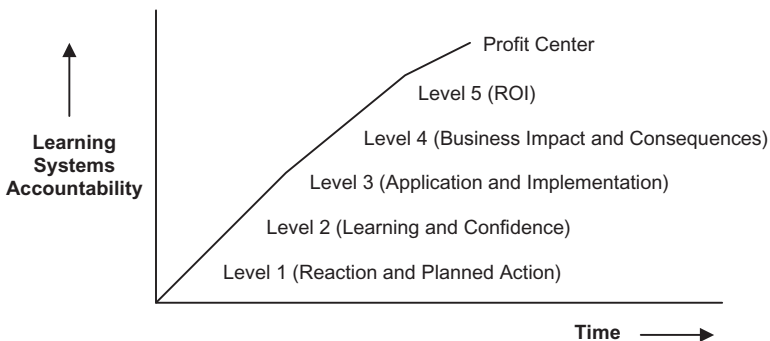 Profit Center
Level 5 (ROI)
Level 4 (Business Impact and Consequences)
Level 3 (Application and Implementation)
Level 2 (Learning and Confidence)
Level 1 (Reaction and Planned Action)
Learning
Systems
Accountability
Time